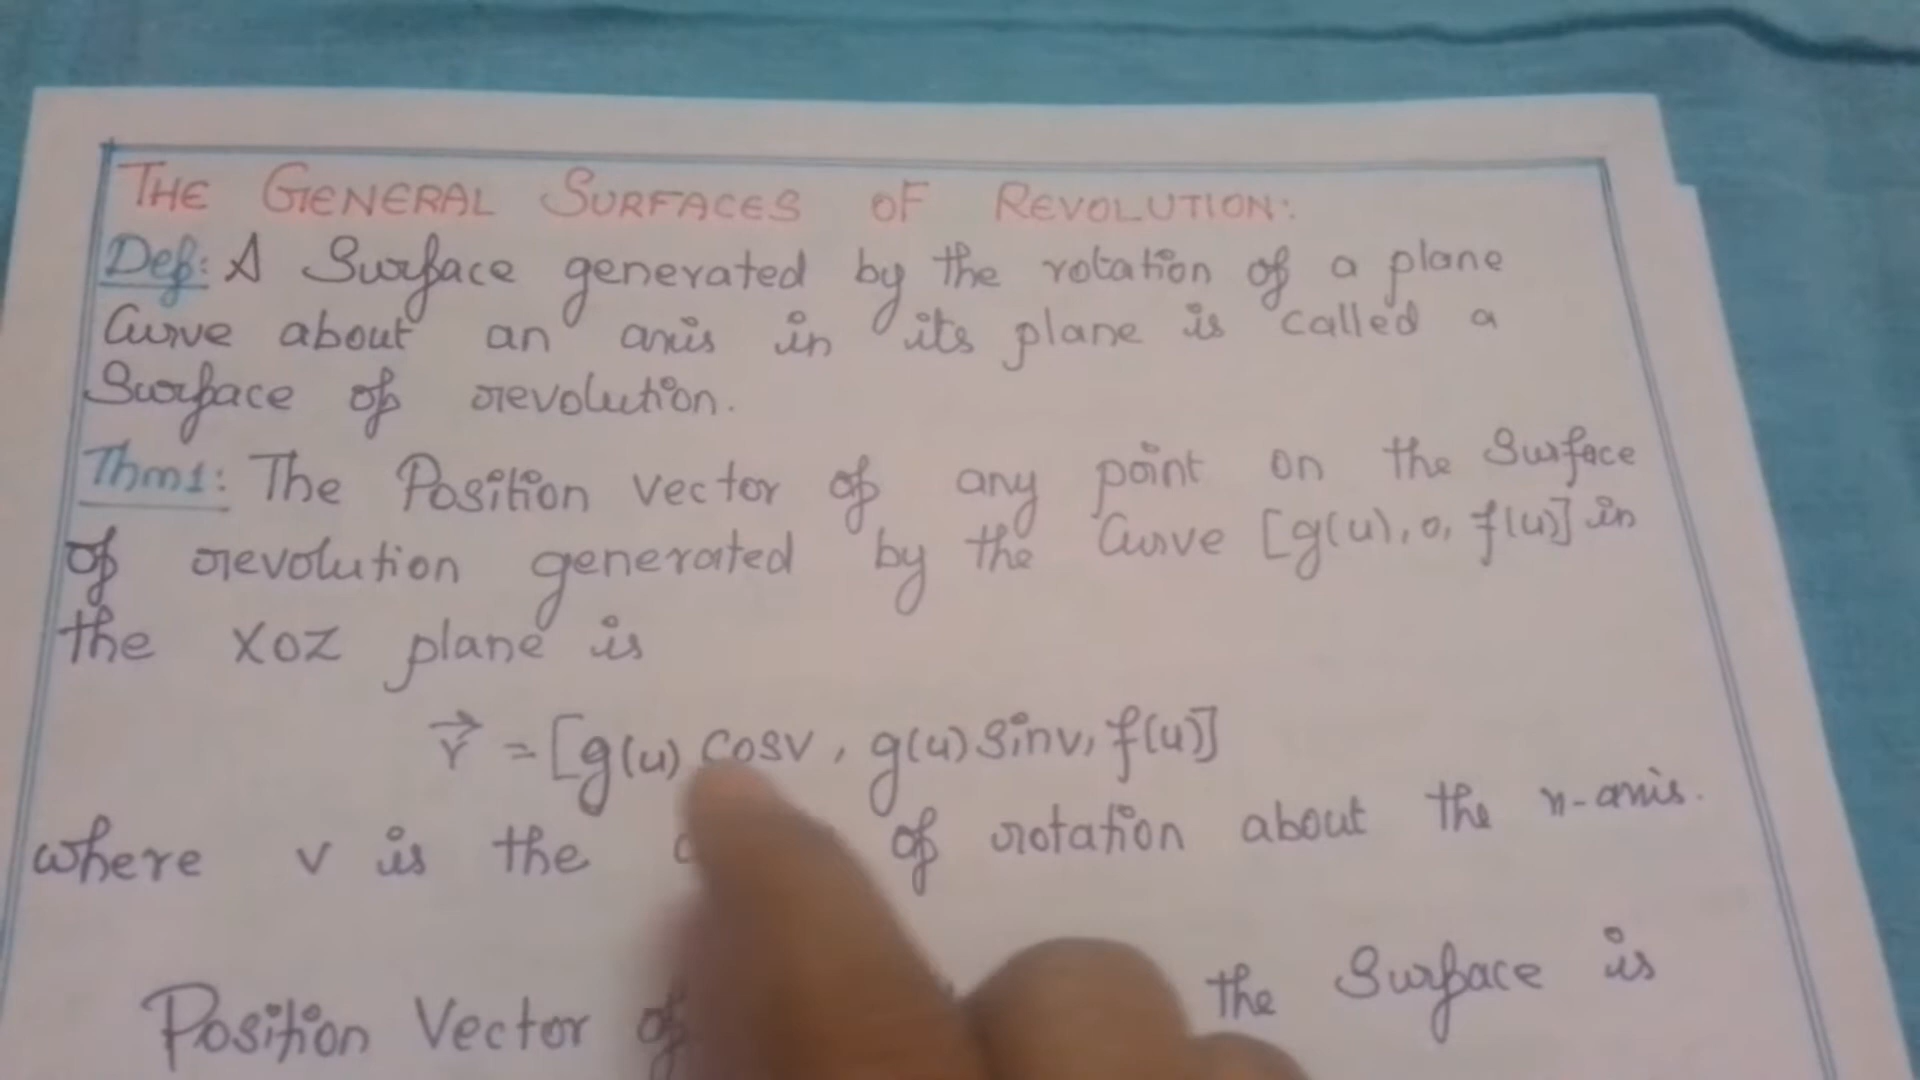 THE GENERAL SURFACES OF REVOLUTION:
Def: A Surface generated by the rotation of a plane
Curve about an axis in its plane is called a
Surface of revolution.
Thm1: The Position vector of any point on the Surface
of revolution generated by the Curve [g(u), 0, f(u)] in
the XOZ plane is
r⃗ = [g(u) cosv, g(u) sinv, f(u)]
where v is the of rotation about the x-axis.
Position Vector of the Surface is